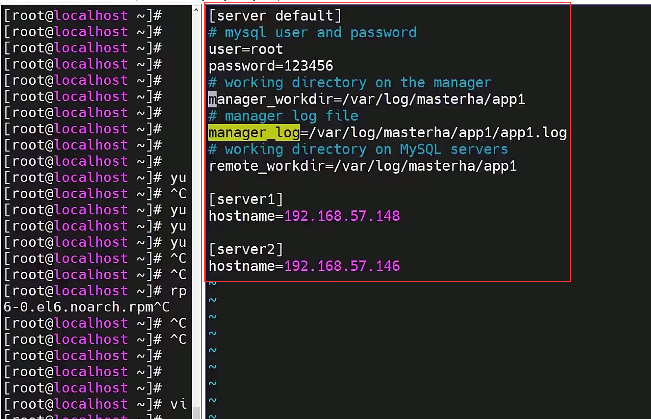 [root@localhost ~]#
[root@localhost ~]#
[root@localhost ~]#
[root@localhost ~]#
[root@localhost ~]#
[root@localhost ~]#
[root@localhost ~]#
[root@localhost ~]#
[root@localhost ~]#
[root@localhost ~]#
[root@localhost ~]# yu
[root@localhost ~]# ^C
[root@localhost ~]# yu
[root@localhost ~]# yu
[root@localhost ~]# yu
[root@localhost ~]# ^C
[root@localhost ~]# ^C
[root@localhost ~]# rp
6-0.el6.noarch.rpm^C
[root@localhost ~]# ^C
[root@localhost ~]# ^C
[root@localhost ~]#
[root@localhost ~]#
[root@localhost ~]#
[root@localhost ~]# vi
[server default]
# mysql user and password
user=root
password=123456
# working directory on the manager
manager_workdir=/var/log/masterha/app1
# manager log file
manager_log=/var/log/masterha/app1/app1.log
# working directory on MySQL servers
remote_workdir=/var/log/masterha/app1
[server1]
hostname=192.168.57.148
[server2]
hostname=192.168.57.146
~
~
~
~
~
~
~
~
~